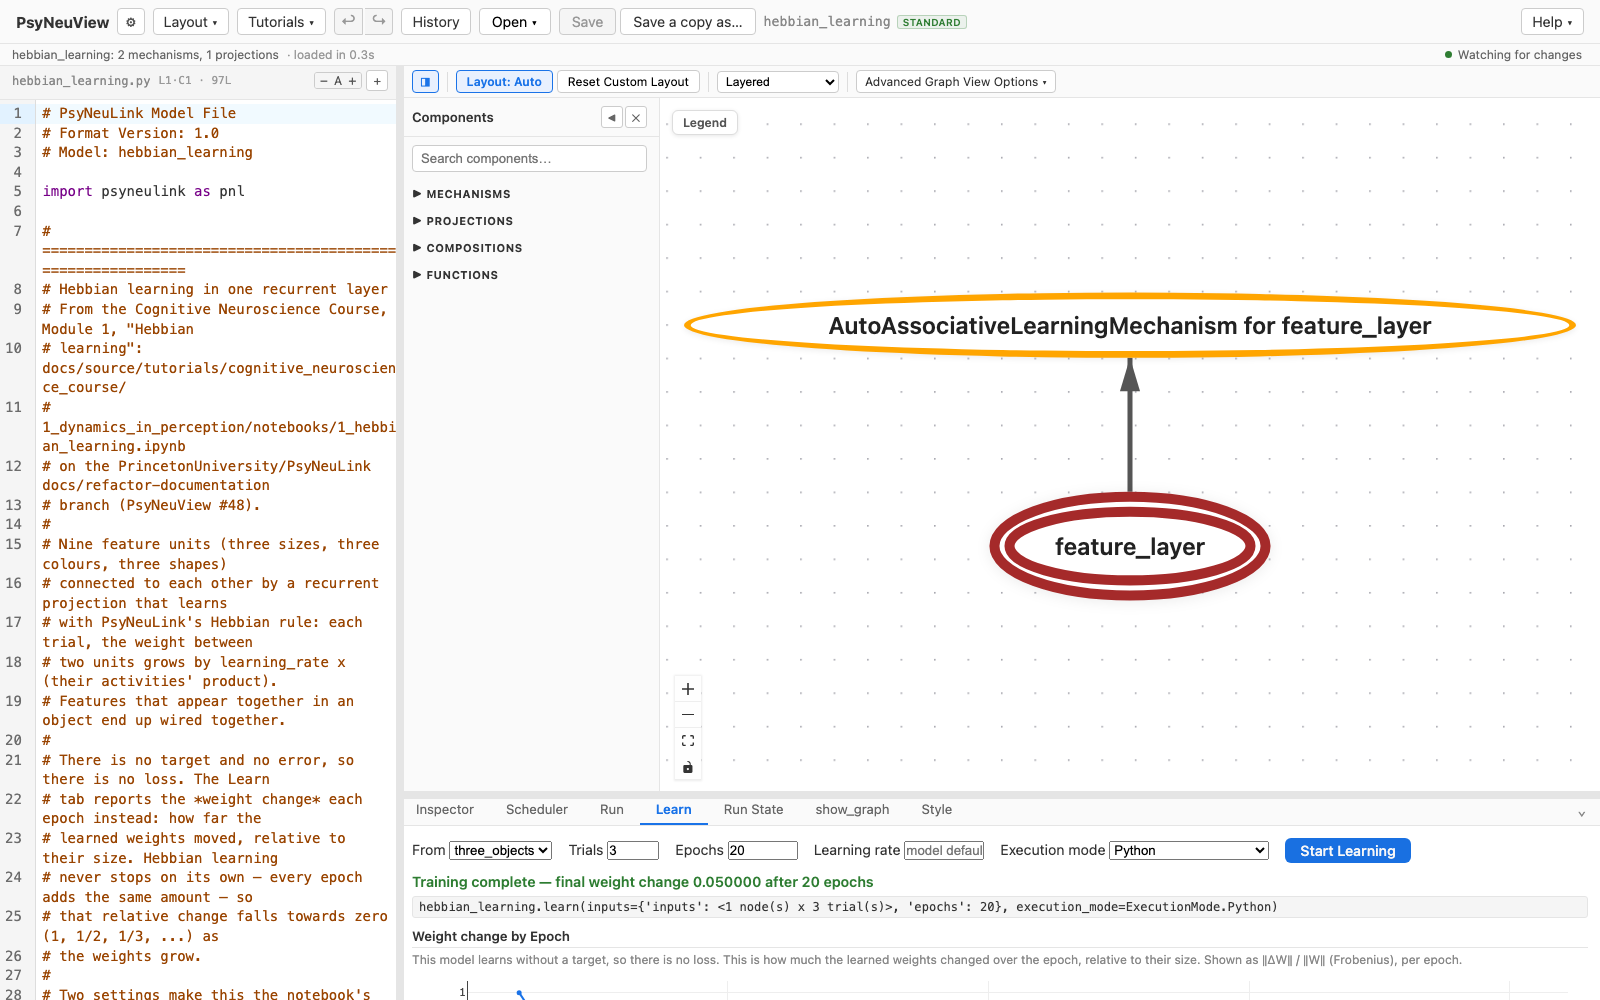 PsyNeuView ⚙ Layout ▾ Tutorials ▾ ↩ ↪ History Open ▾ Save Save a copy as... hebbian_learning STANDARD Help ▾
hebbian_learning: 2 mechanisms, 1 projections · loaded in 0.3s Watching for changes
hebbian_learning.py L1·C1 · 97L − A + +
Layout: Auto Reset Custom Layout Layered Advanced Graph View Options ▾
1 # PsyNeuLink Model File
2 # Format Version: 1.0
3 # Model: hebbian_learning
4
5 import psyneulink as pnl
6
7 #
==========================================
=================
8 # Hebbian learning in one recurrent layer
9 # From the Cognitive Neuroscience Course,
Module 1, "Hebbian
10 # learning":
docs/source/tutorials/cognitive_neuroscien
ce_course/
11 #
1_dynamics_in_perception/notebooks/1_hebbi
an_learning.ipynb
12 # on the PrincetonUniversity/PsyNeuLink
docs/refactor-documentation
13 # branch (PsyNeuView #48).
14 #
15 # Nine feature units (three sizes, three
colours, three shapes)
16 # connected to each other by a recurrent
projection that learns
17 # with PsyNeuLink's Hebbian rule: each
trial, the weight between
18 # two units grows by learning_rate x
(their activities' product).
19 # Features that appear together in an
object end up wired together.
20 #
21 # There is no target and no error, so
there is no loss. The Learn
22 # tab reports the *weight change* each
epoch instead: how far the
23 # learned weights moved, relative to
their size. Hebbian learning
24 # never stops on its own — every epoch
adds the same amount — so
25 # that relative change falls towards zero
(1, 1/2, 1/3, ...) as
26 # the weights grow.
27 #
28 # Two settings make this the notebook's
Components ◀ ✕
Search components…
▶ MECHANISMS
▶ PROJECTIONS
▶ COMPOSITIONS
▶ FUNCTIONS
Legend
AutoAssociativeLearningMechanism for feature_layer
feature_layer
Inspector Scheduler Run Learn Run State show_graph Style
From three_objects Trials 3 Epochs 20 Learning rate model defaul Execution mode Python Start Learning
Training complete — final weight change 0.050000 after 20 epochs
hebbian_learning.learn(inputs={'inputs': <1 node(s) x 3 trial(s)>, 'epochs': 20}, execution_mode=ExecutionMode.Python)
Weight change by Epoch
This model learns without a target, so there is no loss. This is how much the learned weights changed over the epoch, relative to their size. Shown as ‖ΔW‖ / ‖W‖ (Frobenius), per epoch.
1